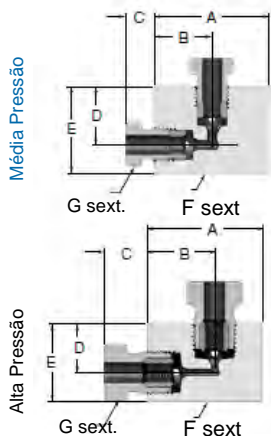 Média Pressão
C
A
B
D
E
G sext.
F sext
A
C
B
D
E
Alta Pressão
G sext.
F sext